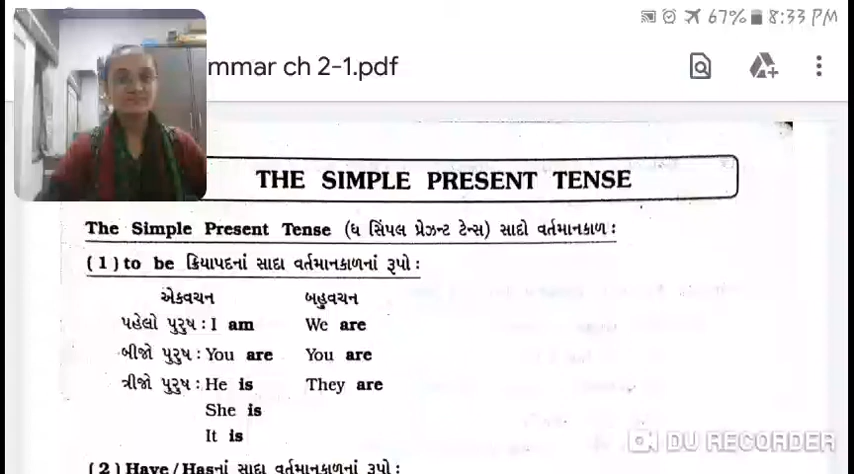 67% 8:33 PM
mmar ch 2-1.pdf
THE SIMPLE PRESENT TENSE
The Simple Present Tense (ધ સિંપલ પ્રેઝન્ટ ટેન્સ) સાદો વર્તમાનકાળ :
(1) to be ક્રિયાપદનાં સાદા વર્તમાનકાળનાં રૂપો :
એકવચન બહુવચન
પહેલો પુરુષ : I am We are
બીજો પુરુષ : You are You are
ત્રીજો પુરુષ : He is They are
She is
It is
(2) Have/Hasનાં સાદા વર્તમાનકાળનાં રૂપો :
DU RECORDER